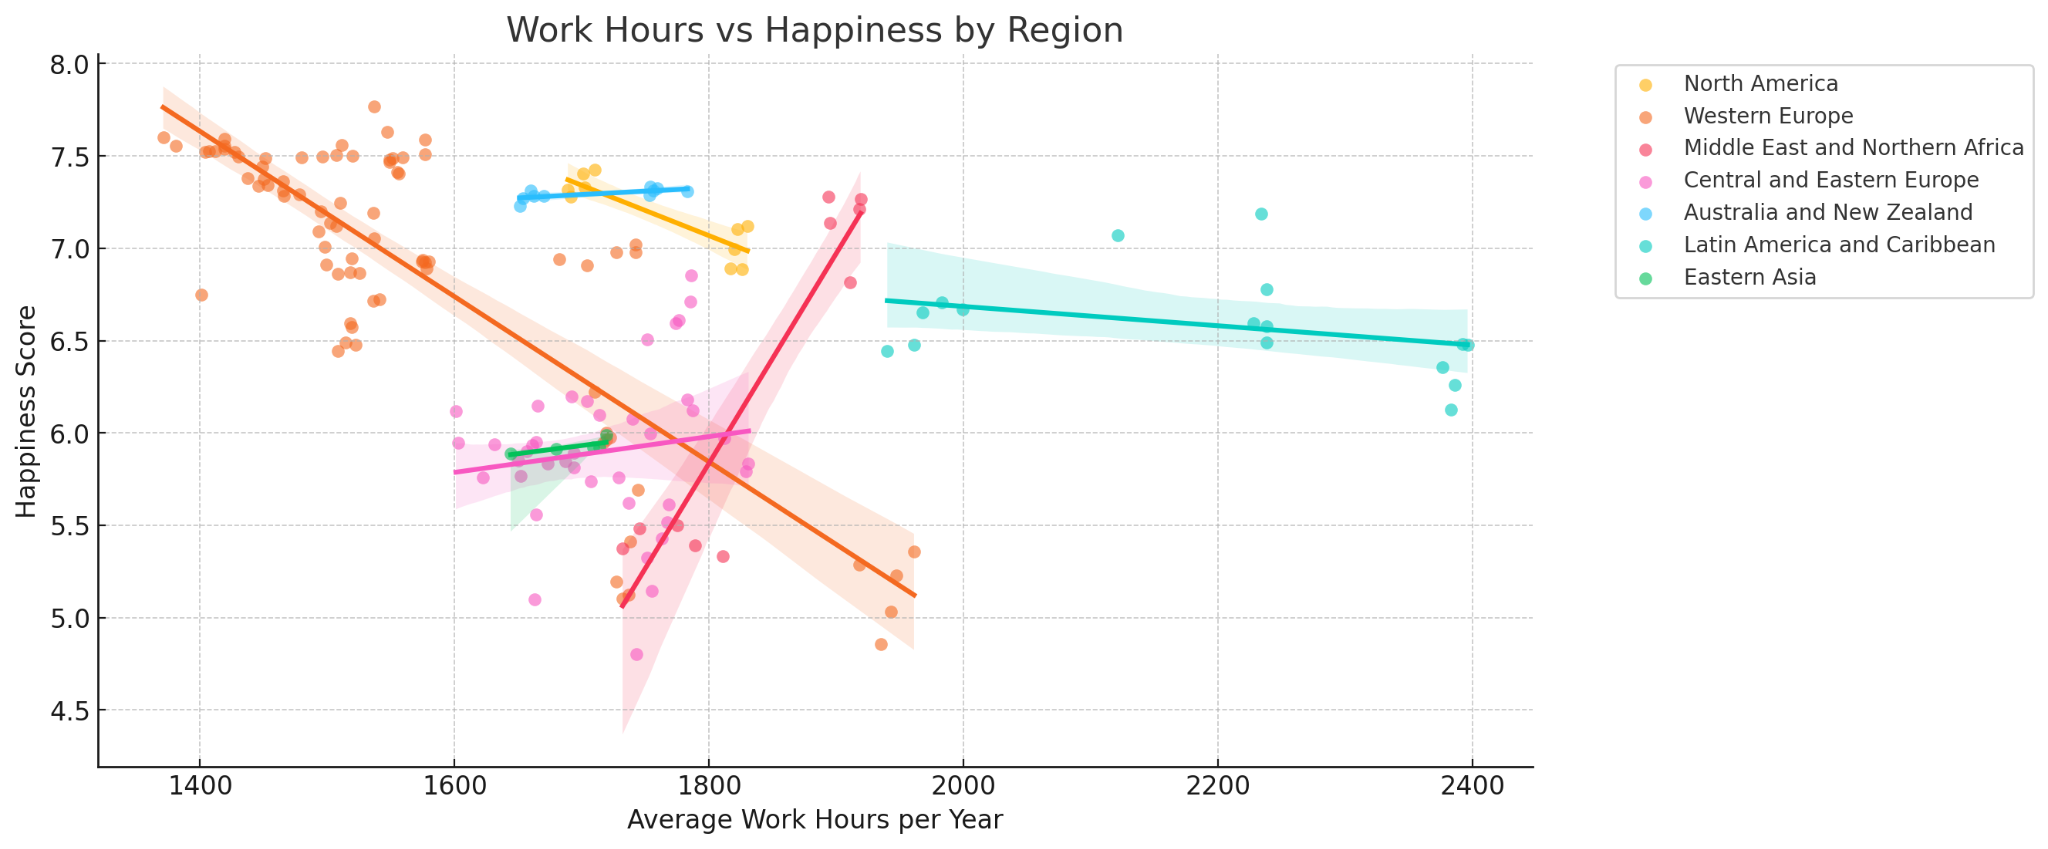 Work Hours vs Happiness by Region
8.0
7.5
7.0
6.5
6.0
5.5
5.0
4.5
Happiness Score
1400 1600 1800 2000 2200 2400
Average Work Hours per Year
North America
Western Europe
Middle East and Northern Africa
Central and Eastern Europe
Australia and New Zealand
Latin America and Caribbean
Eastern Asia